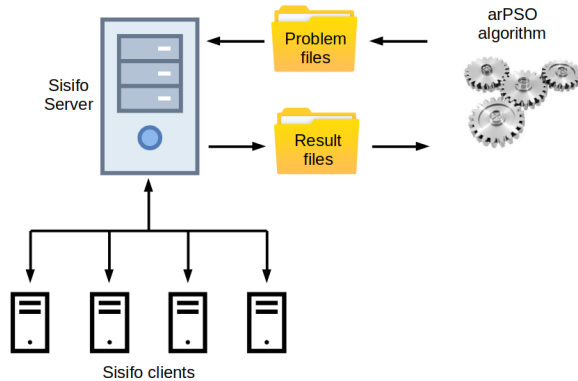 arPSO
algorithm
Problem
files
Sisifo
Server
Result
files
Sisifo clients